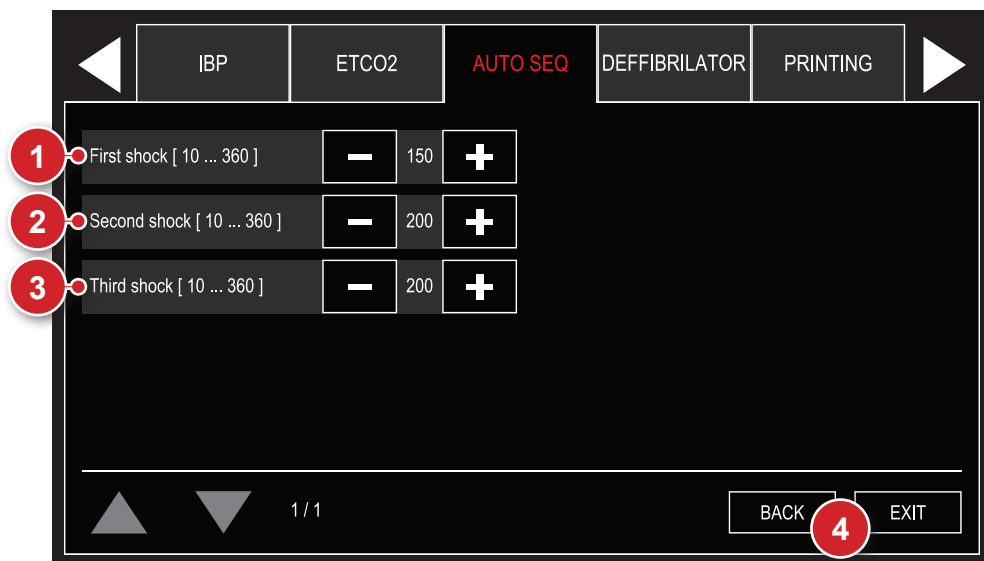 IBP
ETCO2
AUTO SEQ
DEFFIBRILATOR
PRINTING
1
First shock [ 10 ... 360 ]
150
2
Second shock [ 10 ... 360 ]
200
3
Third shock [ 10 ... 360 ]
200
1 / 1
BACK
4
EXIT